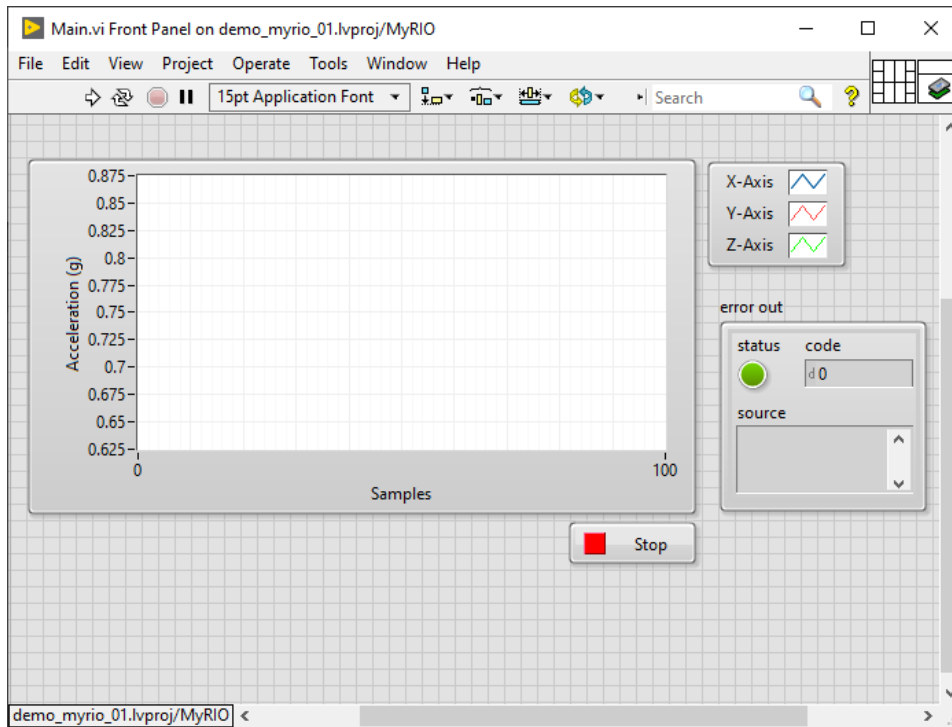 Main.vi Front Panel on demo_myrio_01.lvproj/MyRIO
File Edit View Project Operate Tools Window Help
15pt Application Font
Search
?
0.875
0.85
0.825
0.8
0.775
0.75
0.725
0.7
0.675
0.65
0.625
Acceleration (g)
0 100
Samples
X-Axis
Y-Axis
Z-Axis
error out
status code
d 0
source
Stop
demo_myrio_01.lvproj/MyRIO